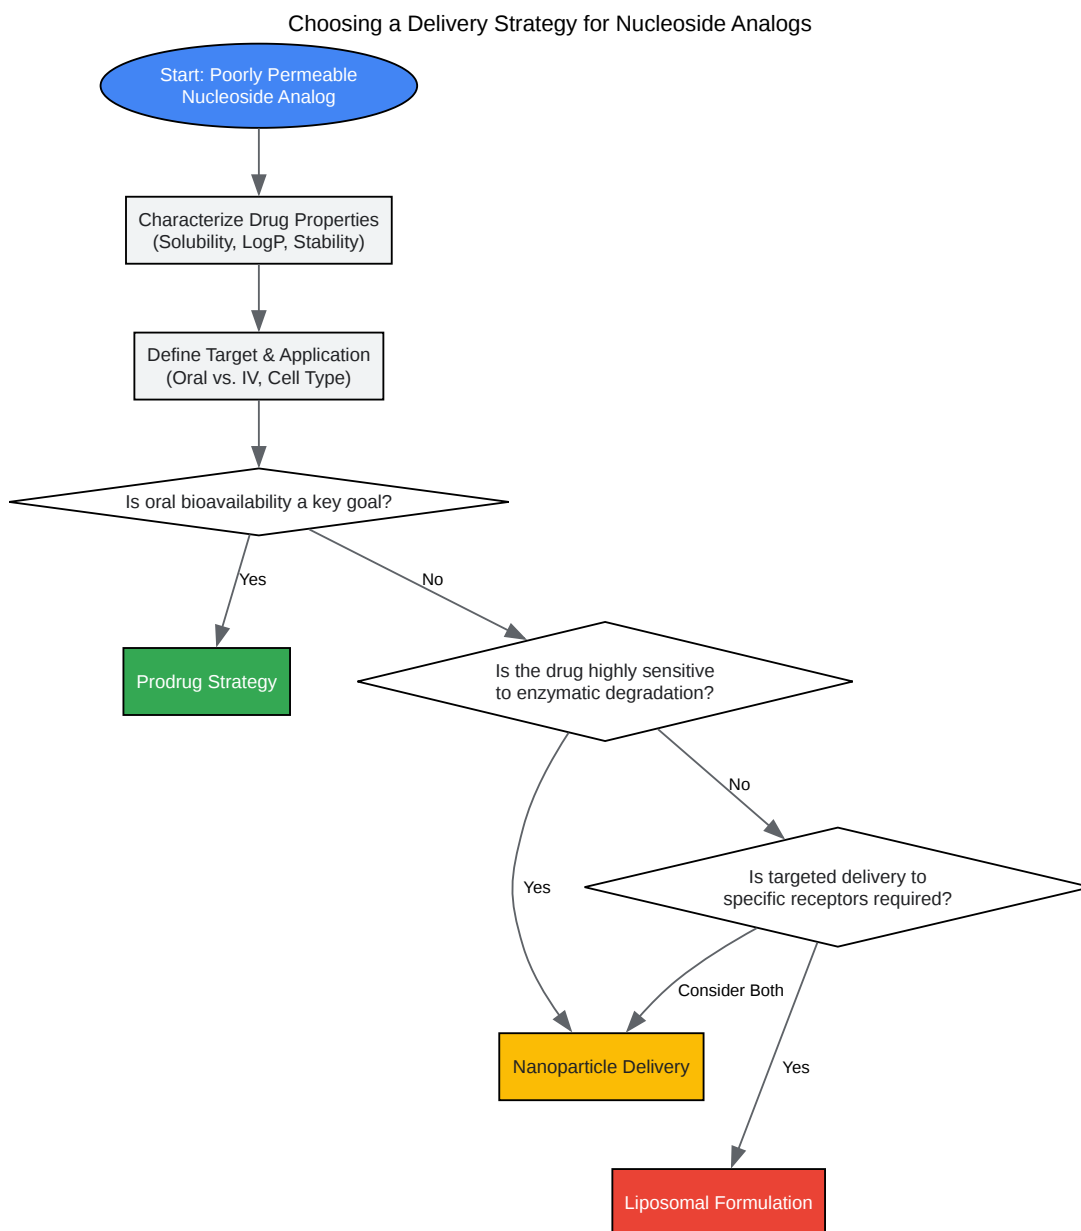 Choosing a Delivery Strategy for Nucleoside Analogs
Start: Poorly Permeable
Nucleoside Analog
Characterize Drug Properties
(Solubility, LogP, Stability)
Define Target & Application
(Oral vs. IV, Cell Type)
Is oral bioavailability a key goal?
Yes
No
Prodrug Strategy
Is the drug highly sensitive
to enzymatic degradation?
No
Yes
Is targeted delivery to
specific receptors required?
Consider Both
Yes
Nanoparticle Delivery
Liposomal Formulation